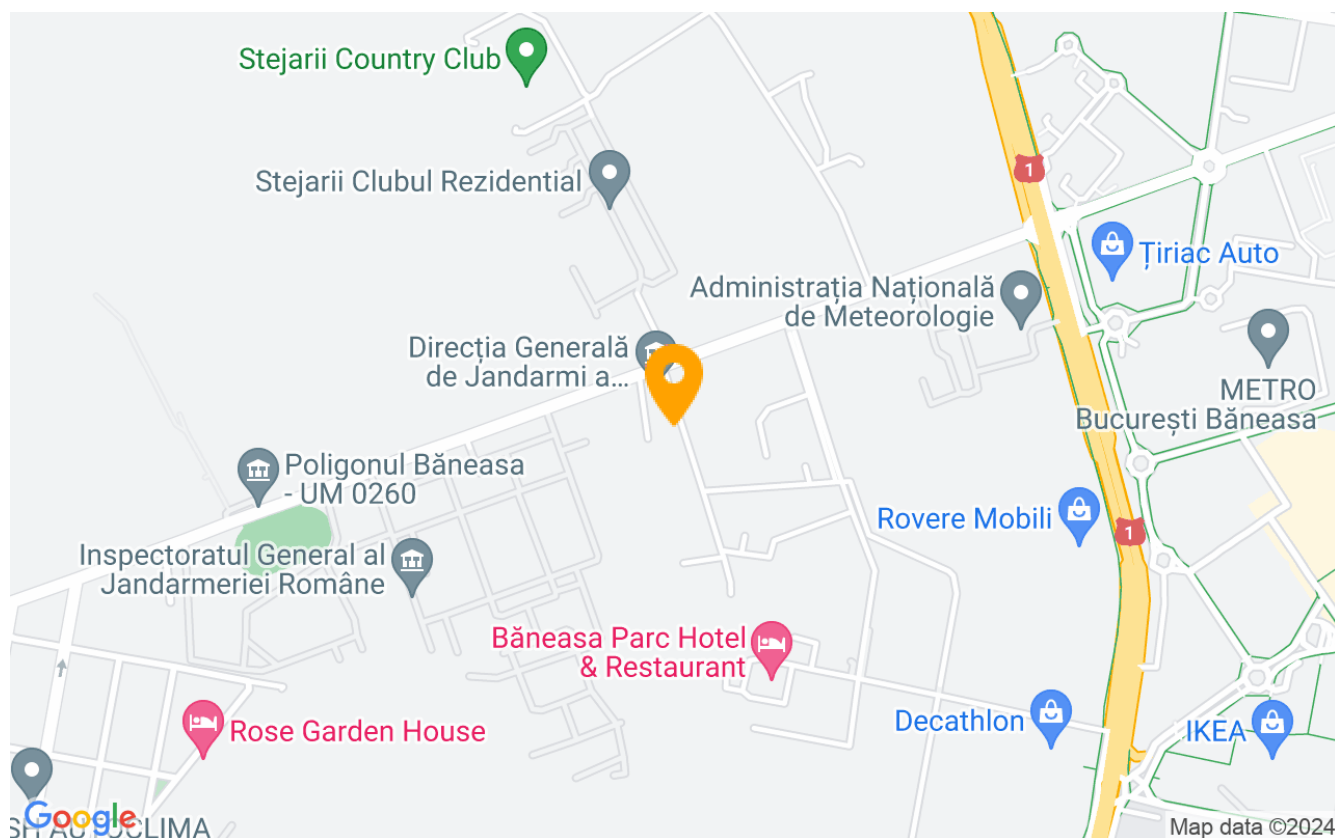 Stejarii Country Club
Stejarii Clubul Rezidential
1
Țiriac Auto
Administrația Națională
de Meteorologie
Direcția Generală
de Jandarmi a...
METRO
București Băneasa
Poligonul Băneasa
- UM 0260
Rovere Mobili
1
Inspectoratul General al
Jandarmeriei Române
Băneasa Parc Hotel
& Restaurant
Decathlon
IKEA
Rose Garden House
Google
AUTOCLIMA
Map data ©2024